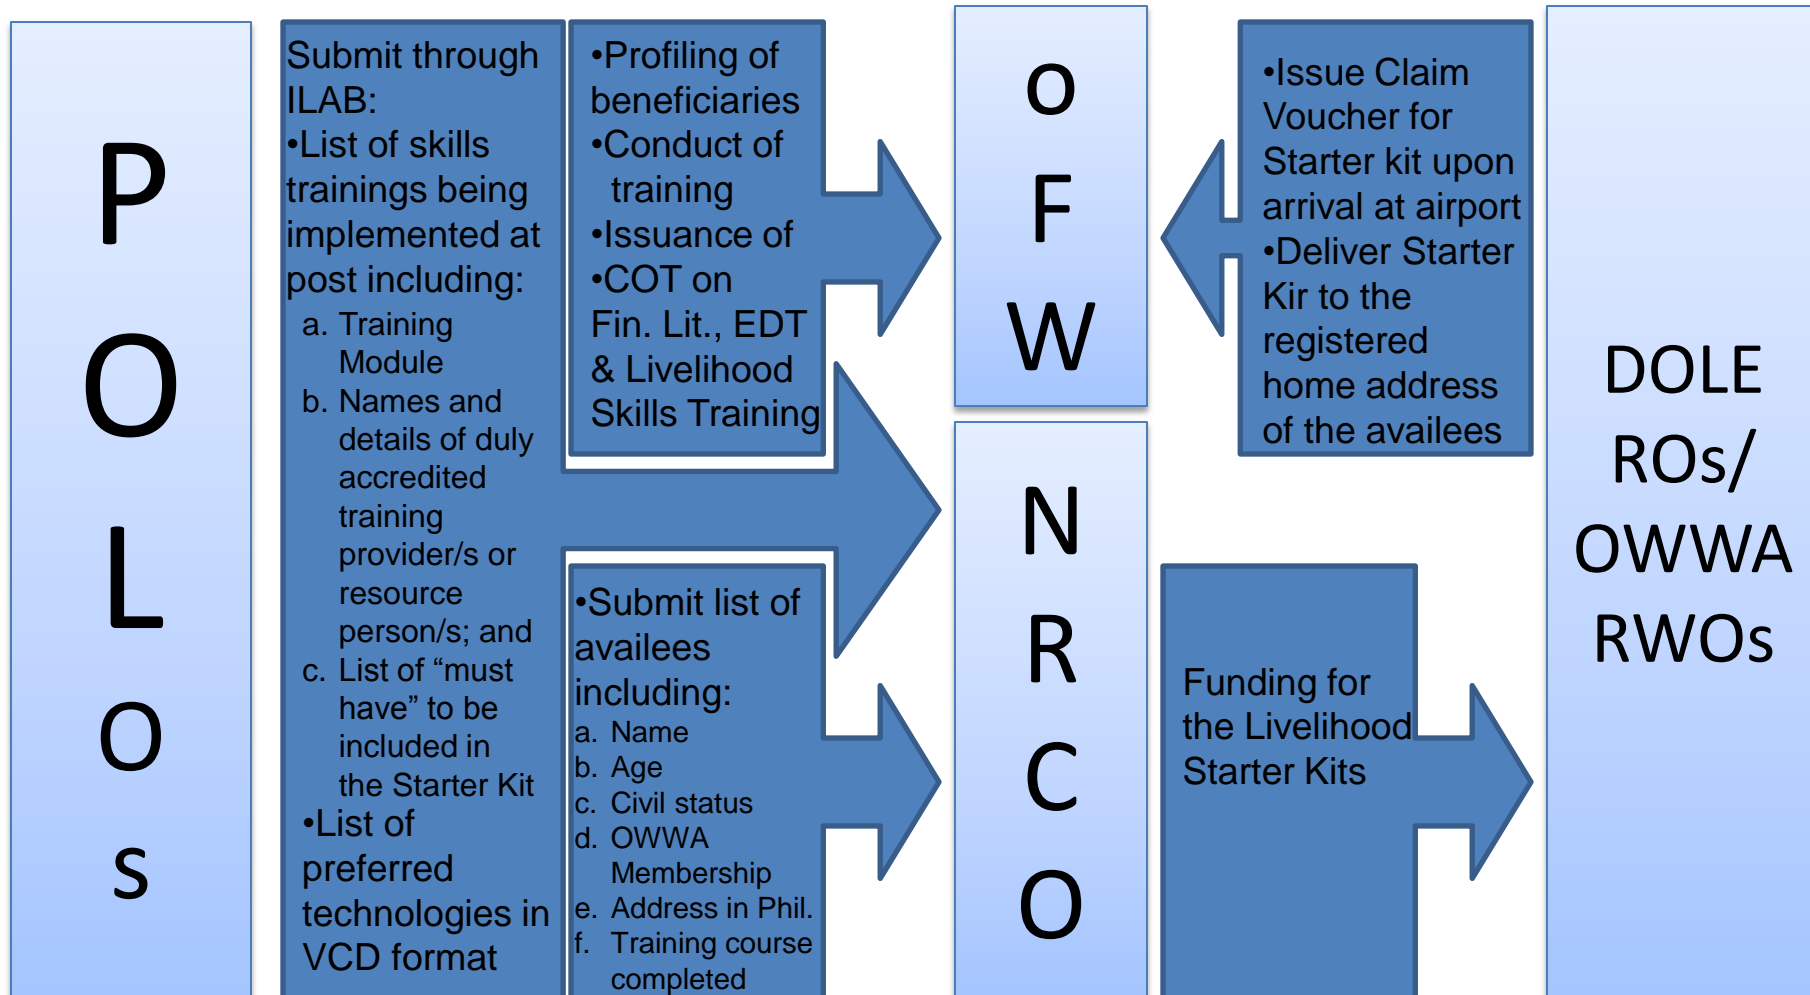 P
O
L
O
s
Submit through
ILAB:
•List of skills
trainings being
implemented at
post including:
a. Training
Module
b. Names and
details of duly
accredited
training
provider/s or
resource
person/s; and
c. List of “must
have” to be
included in
the Starter Kit
•List of
preferred
technologies in
VCD format
•Profiling of
beneficiaries
•Conduct of
training
•Issuance of
•COT on
Fin. Lit., EDT
& Livelihood
Skills Training
•Submit list of
availees
including:
a. Name
b. Age
c. Civil status
d. OWWA
Membership
e. Address in Phil.
f. Training course
completed
o
F
W
N
R
C
O
•Issue Claim
Voucher for
Starter kit upon
arrival at airport
•Deliver Starter
Kir to the
registered
home address
of the availees
Funding for
the Livelihood
Starter Kits
DOLE
ROs/
OWWA
RWOs